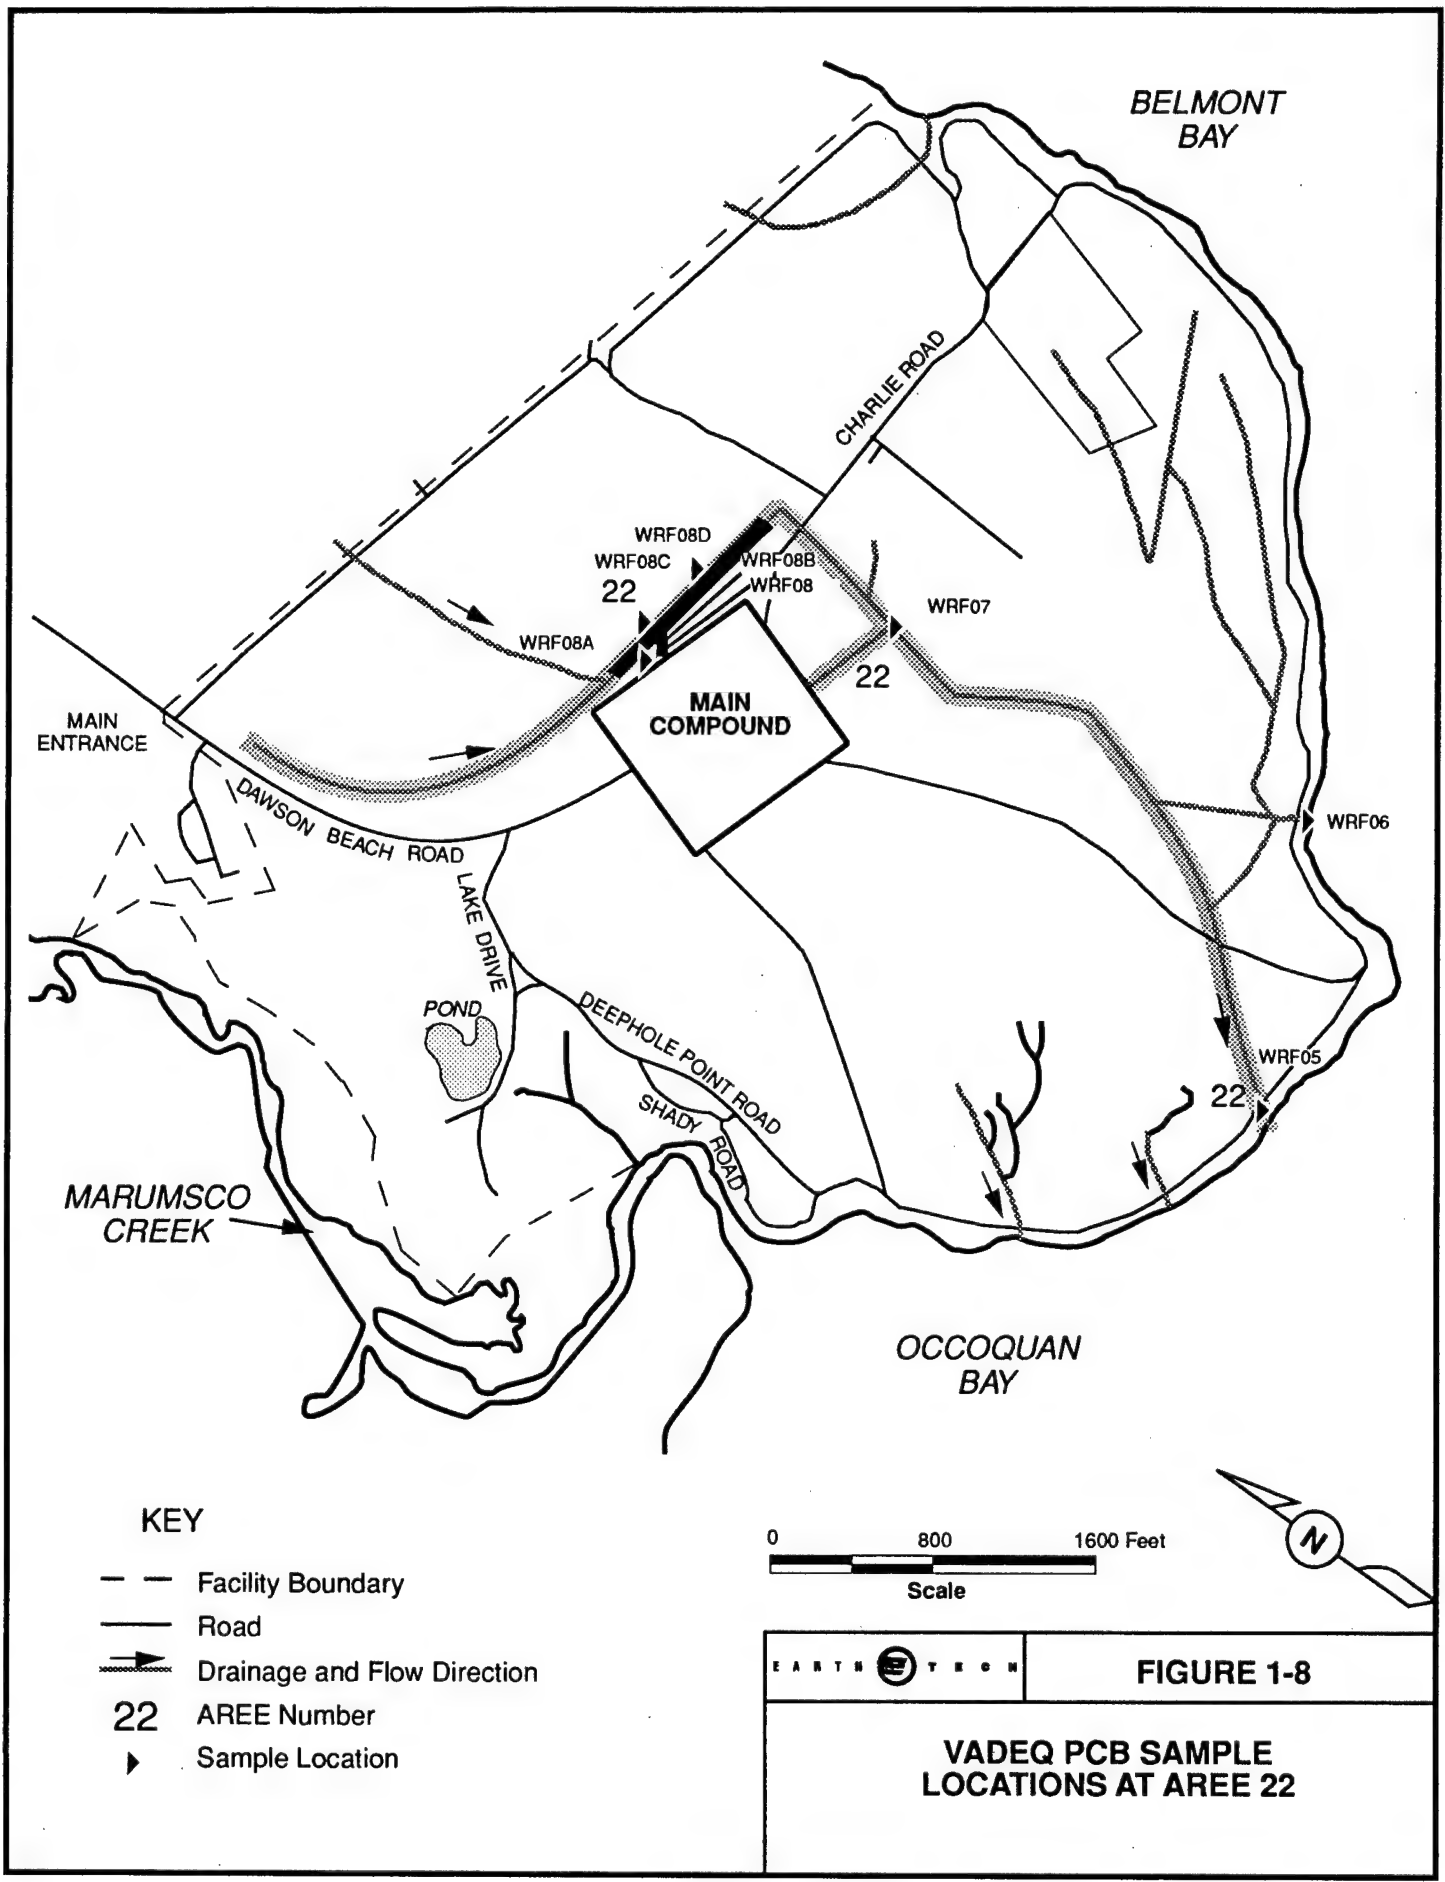 BELMONT
BAY
CHARLIE ROAD
WRF08D
WRF08C
WRF08B
WRF08
22
WRF07
WRF08A
22
MAIN
COMPOUND
MAIN
ENTRANCE
DAWSON BEACH ROAD
WRF06
LAKE DRIVE
POND
DEEPHOLE POINT ROAD
SHADY ROAD
WRF05
22
MARUMSCO
CREEK
OCCOQUAN
BAY
KEY
Facility Boundary
Road
Drainage and Flow Direction
22 AREE Number
Sample Location
0 800 1600 Feet
Scale
N
EARTH TECH
FIGURE 1-8
VADEQ PCB SAMPLE
LOCATIONS AT AREE 22